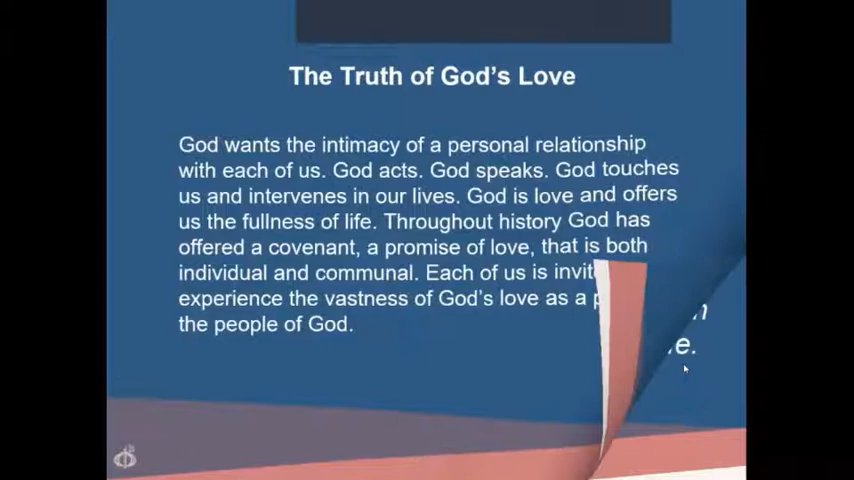 The Truth of God's Love
God wants the intimacy of a personal relationship
with each of us. God acts. God speaks. God touches
us and intervenes in our lives. God is love and offers
us the fullness of life. Throughout history God has
offered a covenant, a promise of love, that is both
individual and communal. Each of us is
experience the vastness of God's love as a
the people of God.